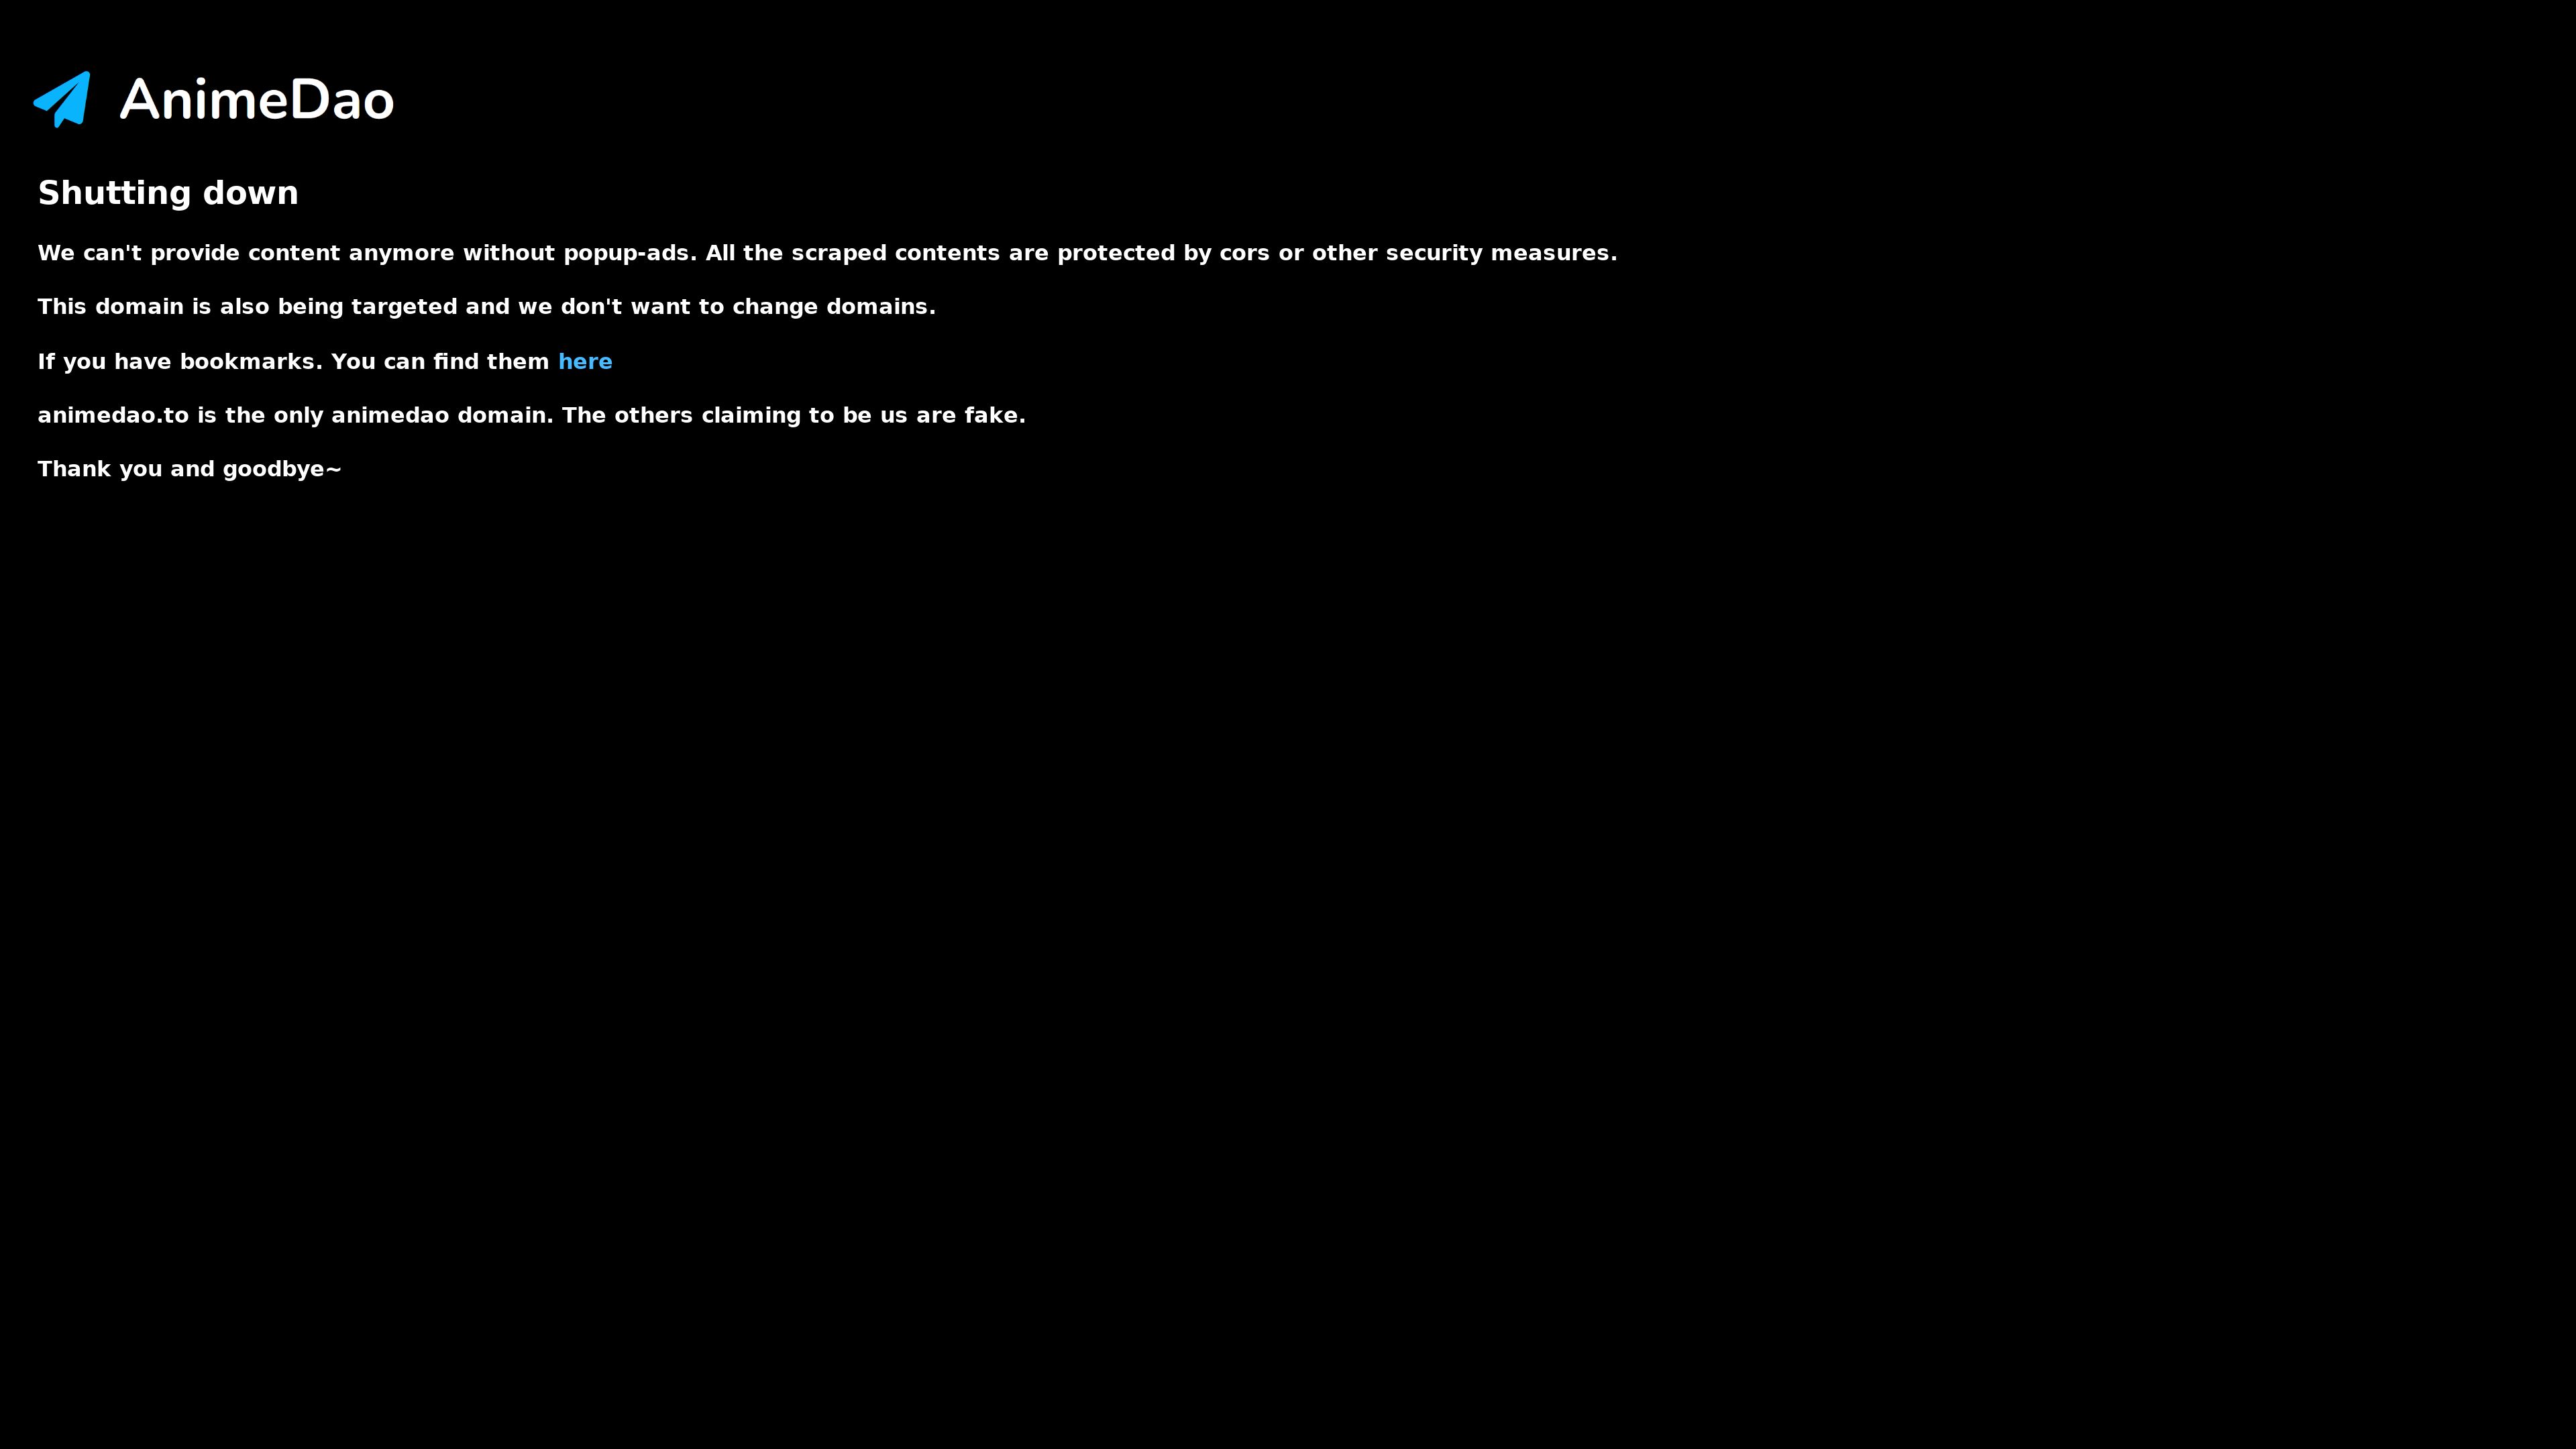 AnimeDao
Shutting down
We can't provide content anymore without popup-ads. All the scraped contents are protected by cors or other security measures.
This domain is also being targeted and we don't want to change domains.
If you have bookmarks. You can find them here
animedao.to is the only animedao domain. The others claiming to be us are fake.
Thank you and goodbye~